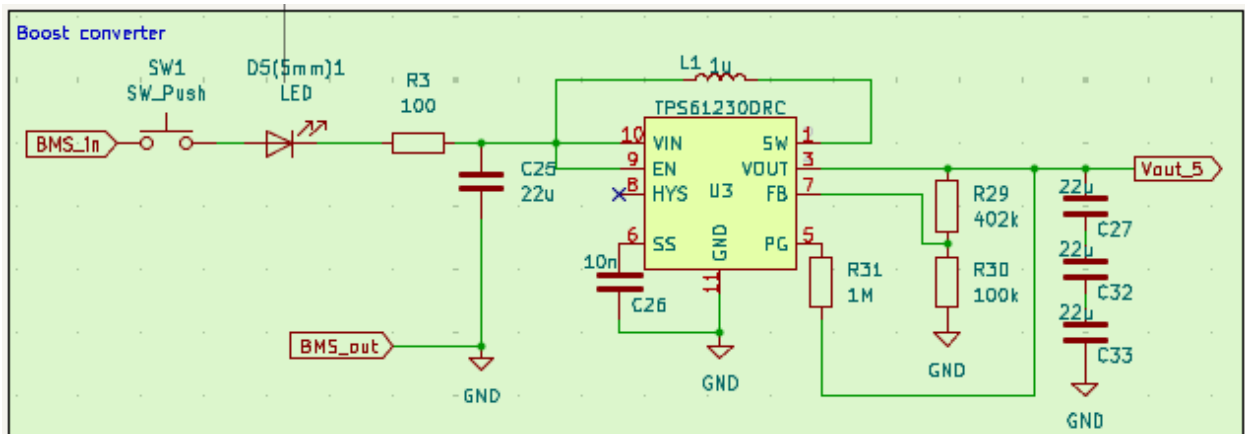 Boost converter
SW1
SW_Push
D5(5mm)1
LED
R3
100
L1 1u
TPS61230DRC
BMS_In
10 VIN
SW 1
9 EN
VOUT 3
8 HYS
U3
FB 7
6 SS
GND
PG 5
11
C25
22u
10n
C26
R31
1M
R29
402k
R30
100k
22u
C27
22u
C32
22u
C33
Vout_5
BMS_out
GND
GND
GND
GND